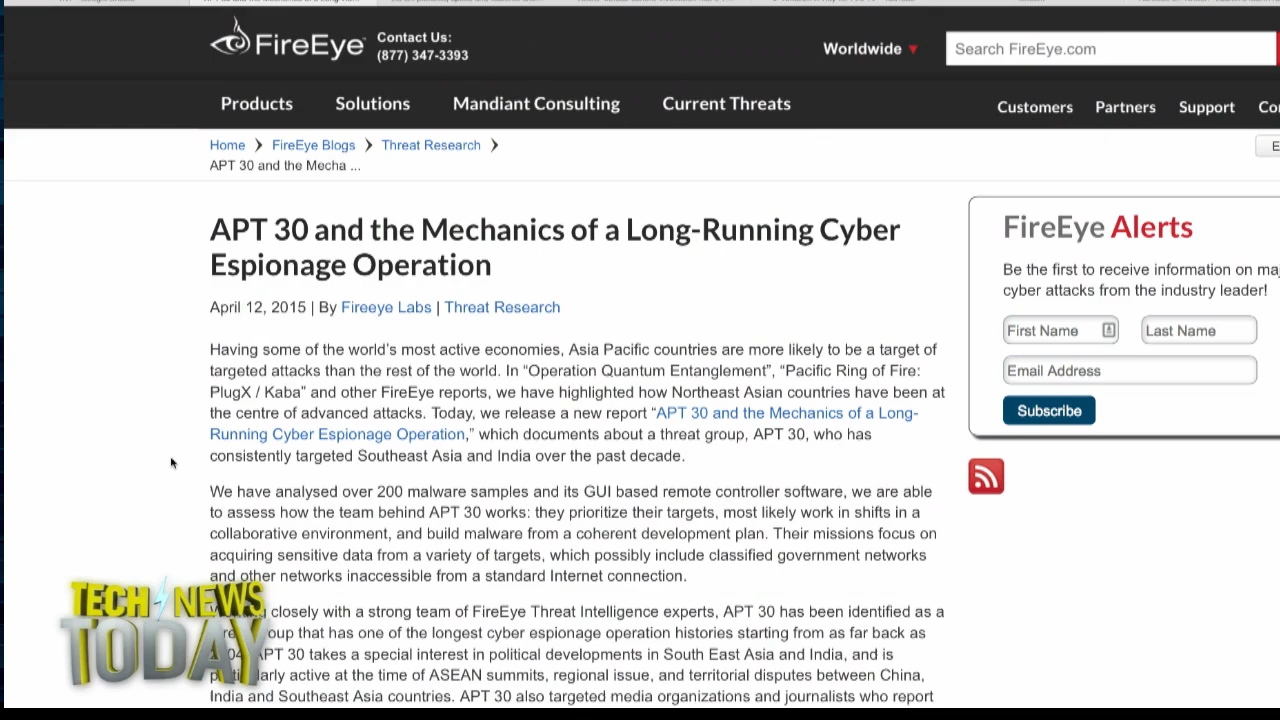 FireEye
Contact Us:
(877) 347-3393
Worldwide
Search FireEye.com
Products Solutions Mandiant Consulting Current Threats
Customers Partners Support
Home > FireEye Blogs > Threat Research >
APT 30 and the Mecha ...
APT 30 and the Mechanics of a Long-Running Cyber
Espionage Operation
April 12, 2015 | By Fireeye Labs | Threat Research
Having some of the world's most active economies, Asia Pacific countries are more likely to be a target of
targeted attacks than the rest of the world. In “Operation Quantum Entanglement”, “Pacific Ring of Fire:
PlugX / Kaba” and other FireEye reports, we have highlighted how Northeast Asian countries have been at
the centre of advanced attacks. Today, we release a new report “APT 30 and the Mechanics of a Long-
Running Cyber Espionage Operation,” which documents about a threat group, APT 30, who has
consistently targeted Southeast Asia and India over the past decade.
We have analysed over 200 malware samples and its GUI based remote controller software, we are able
to assess how the team behind APT 30 works: they prioritize their targets, most likely work in shifts in a
collaborative environment, and build malware from a coherent development plan. Their missions focus on
acquiring sensitive data from a variety of targets, which possibly include classified government networks
and other networks inaccessible from a standard Internet connection.
closely with a strong team of FireEye Threat Intelligence experts, APT 30 has been identified as a
that has one of the longest cyber espionage operation histories starting from as far back as
APT 30 takes a special interest in political developments in South East Asia and India, and is
active at the time of ASEAN summits, regional issue, and territorial disputes between China,
India and Southeast Asia countries. APT 30 also targeted media organizations and journalists who report
FireEye Alerts
Be the first to receive information on
cyber attacks from the industry leader!
First Name Last Name
Email Address
Subscribe
TECH NEWS
TODAY